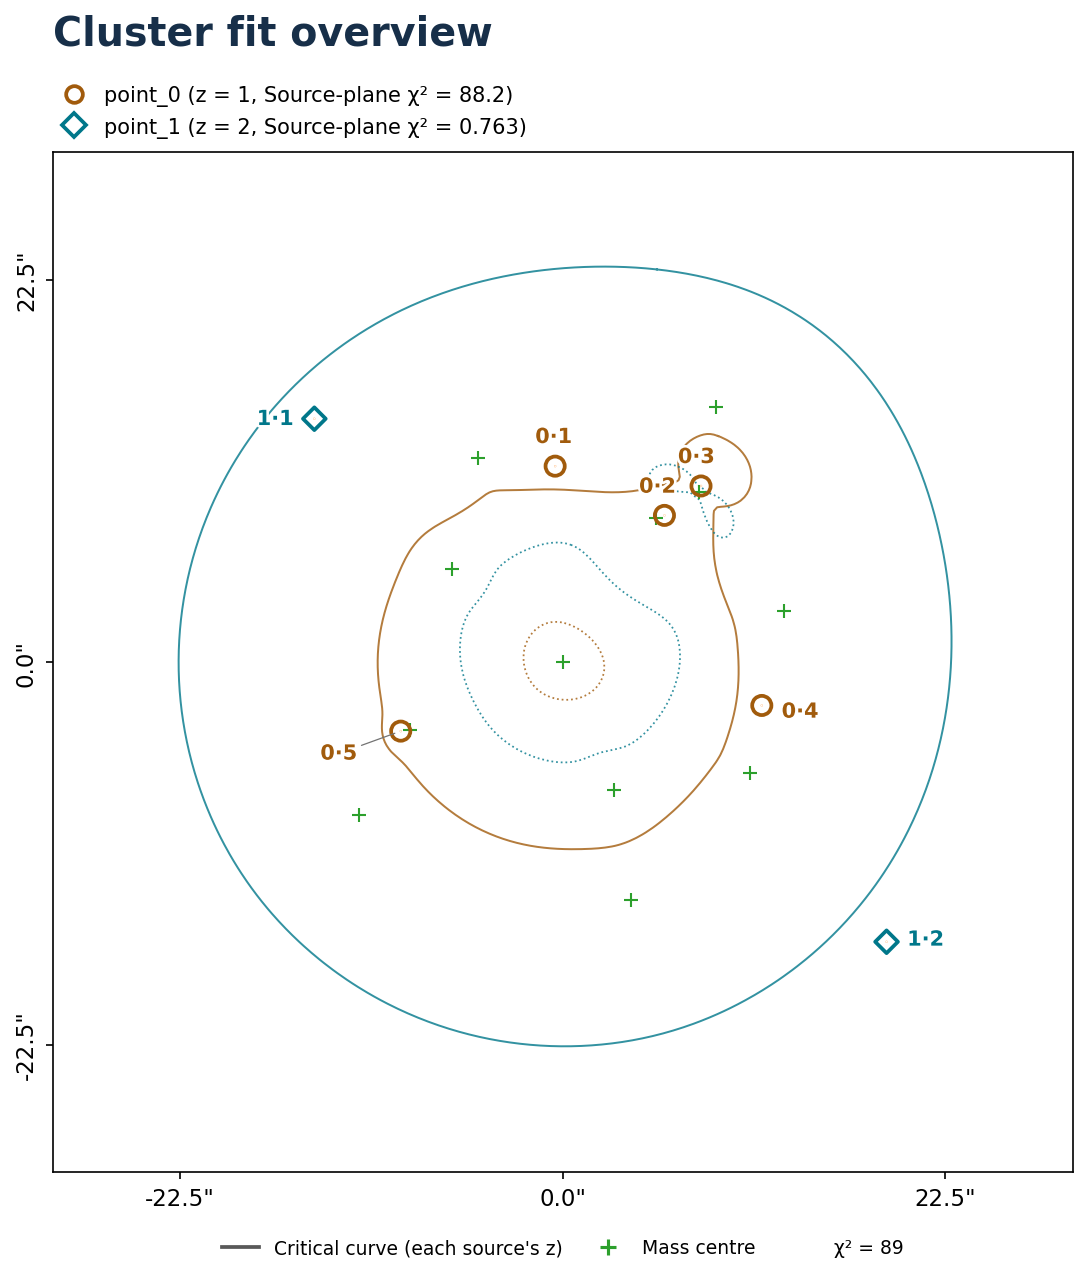 Cluster fit overview
point_0 (z = 1, Source-plane χ² = 88.2)
point_1 (z = 2, Source-plane χ² = 0.763)
22.5"
0.0"
-22.5"
1·1
0·1
0·3
0·2
0·4
0·5
1·2
-22.5"
0.0"
22.5"
Critical curve (each source's z)
Mass centre
χ² = 89